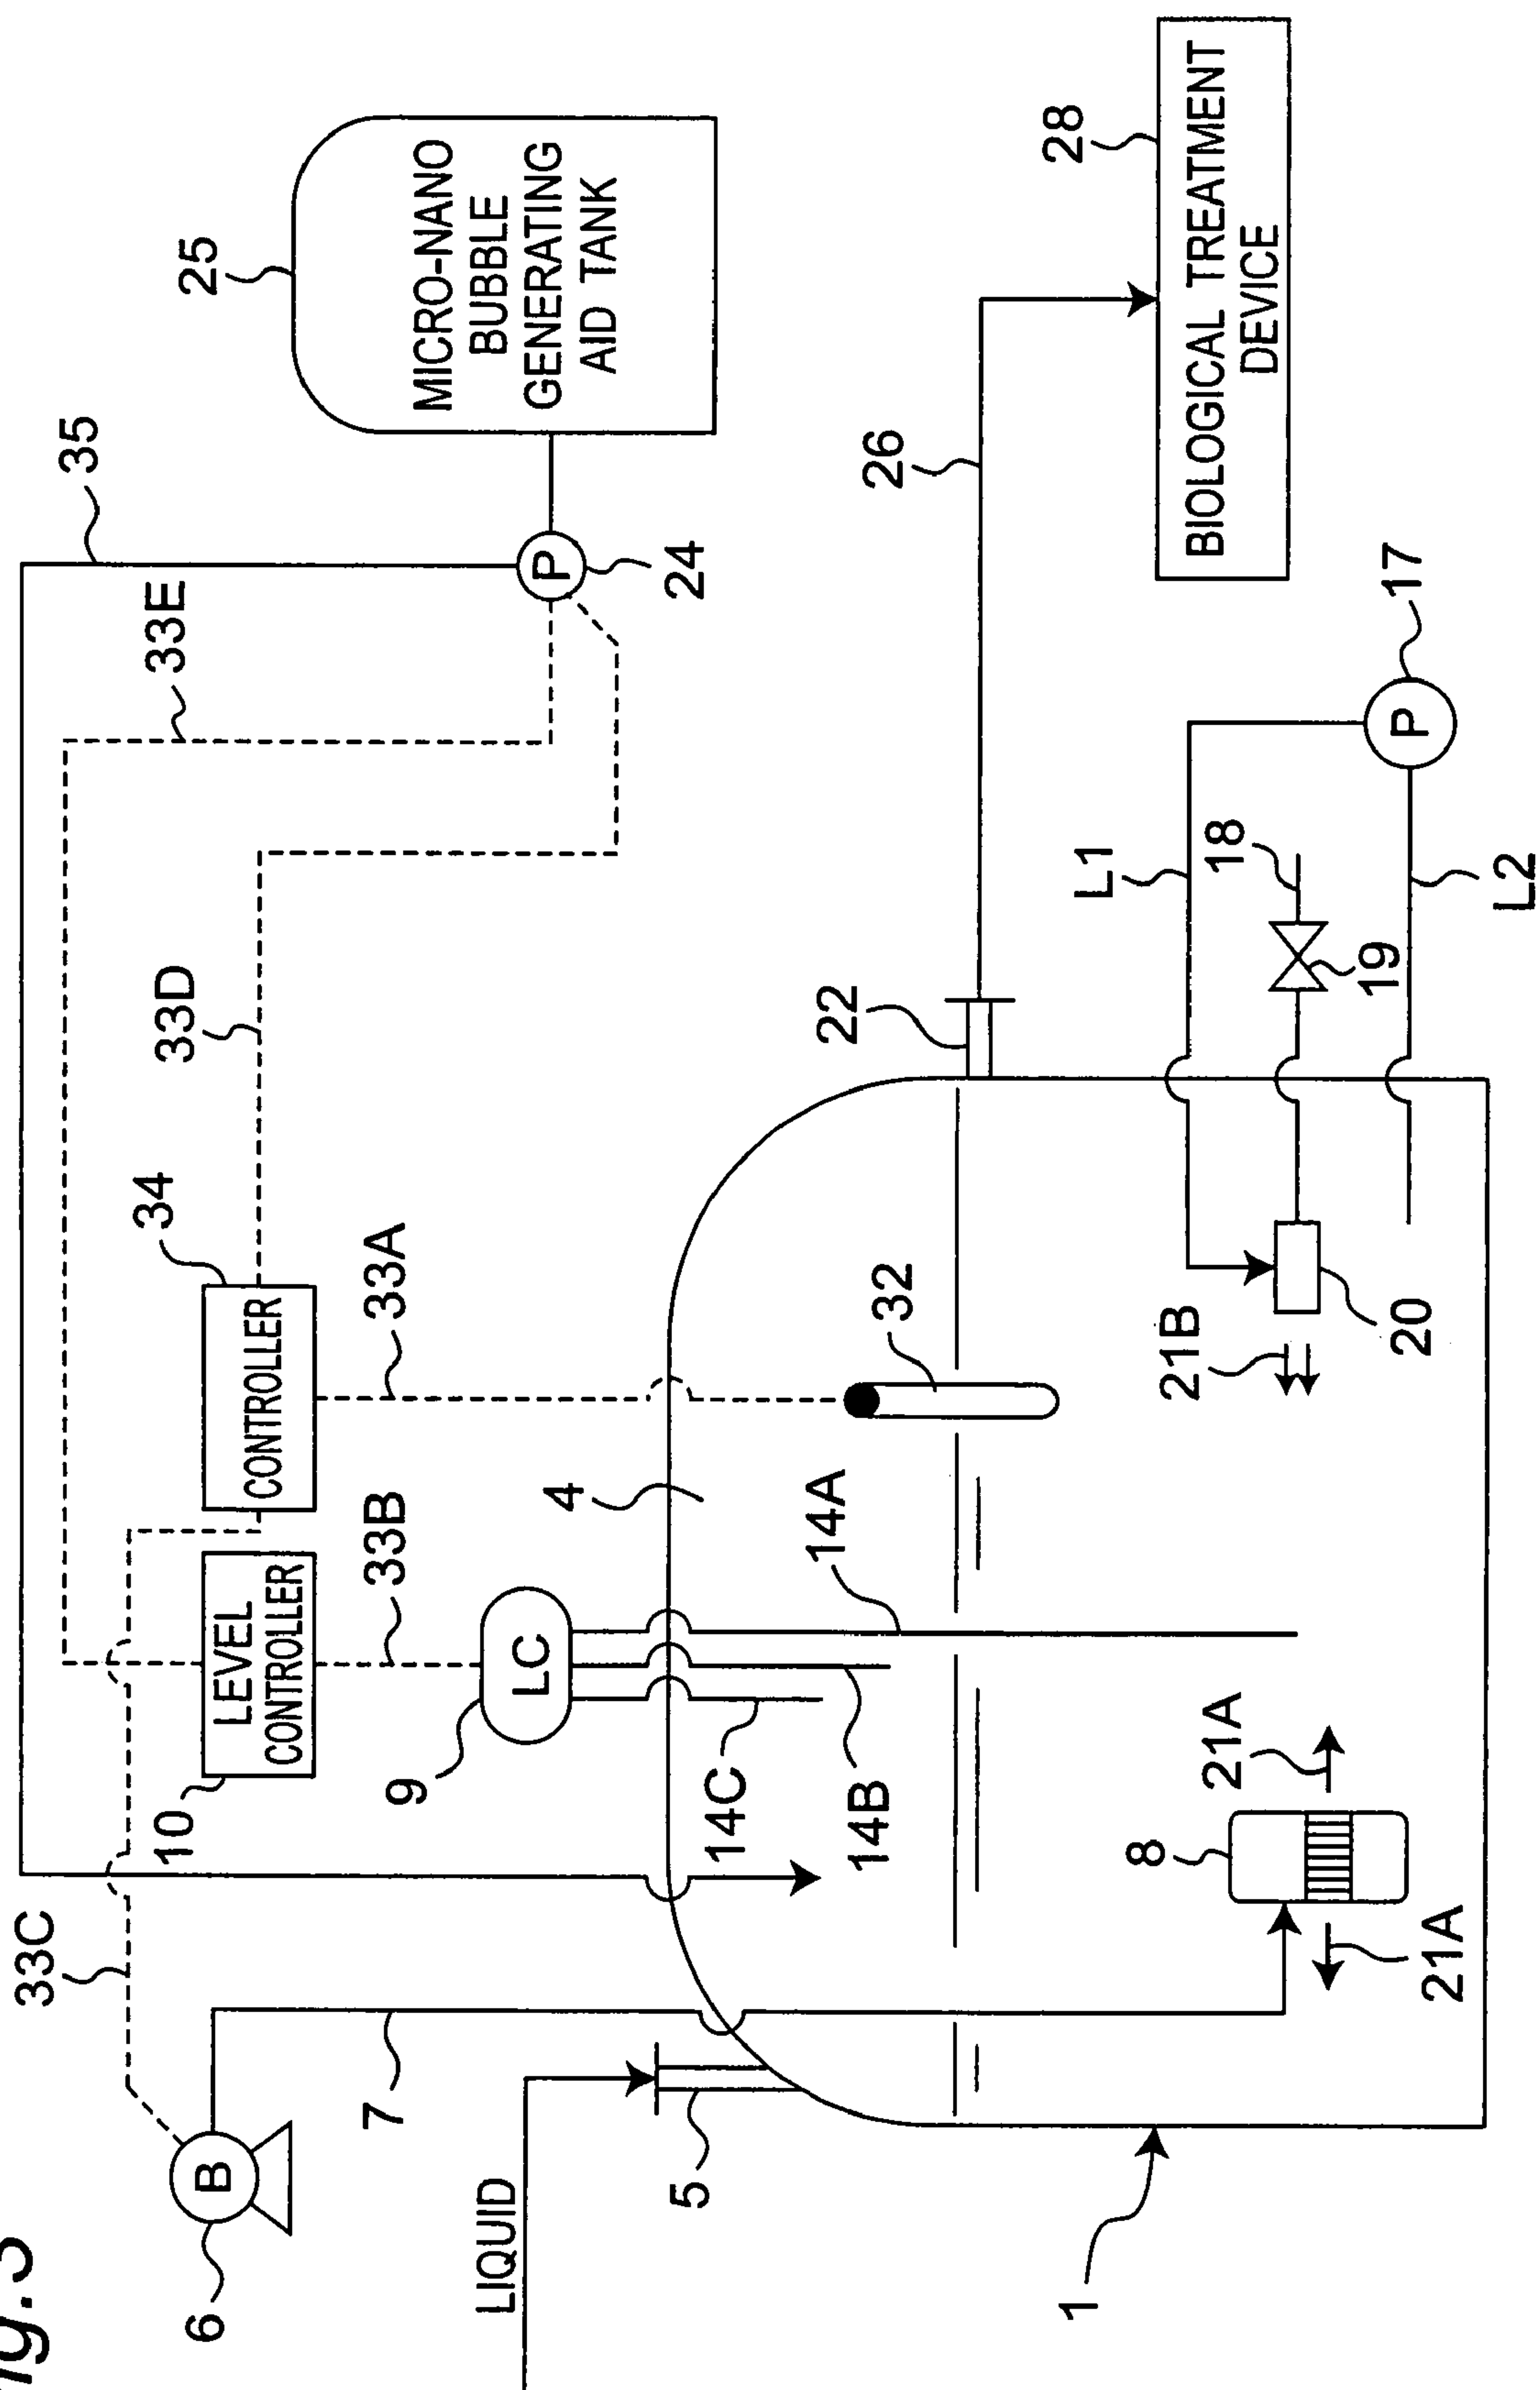 35
33C
33E
10
34
33D
25
6
B
LEVEL
CONTROLLER
CONTROLLER
7
9
33B
33A
MICRO-NANO
BUBBLE
GENERATING
AID TANK
LIQUID
LC
P
5
4
24
14C
14A
32
22
26
14B
1
8
21A
21B
L1
18
28
BIOLOGICAL TREATMENT
DEVICE
21A
20
19
P
17
L2